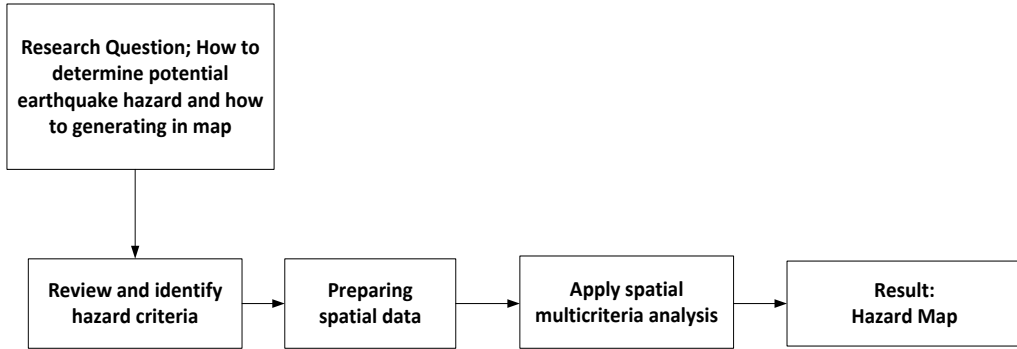 Research Question; How to
determine potential
earthquake hazard and how
to generating in map
Review and identify
hazard criteria
Preparing
spatial data
Apply spatial
multicriteria analysis
Result:
Hazard Map